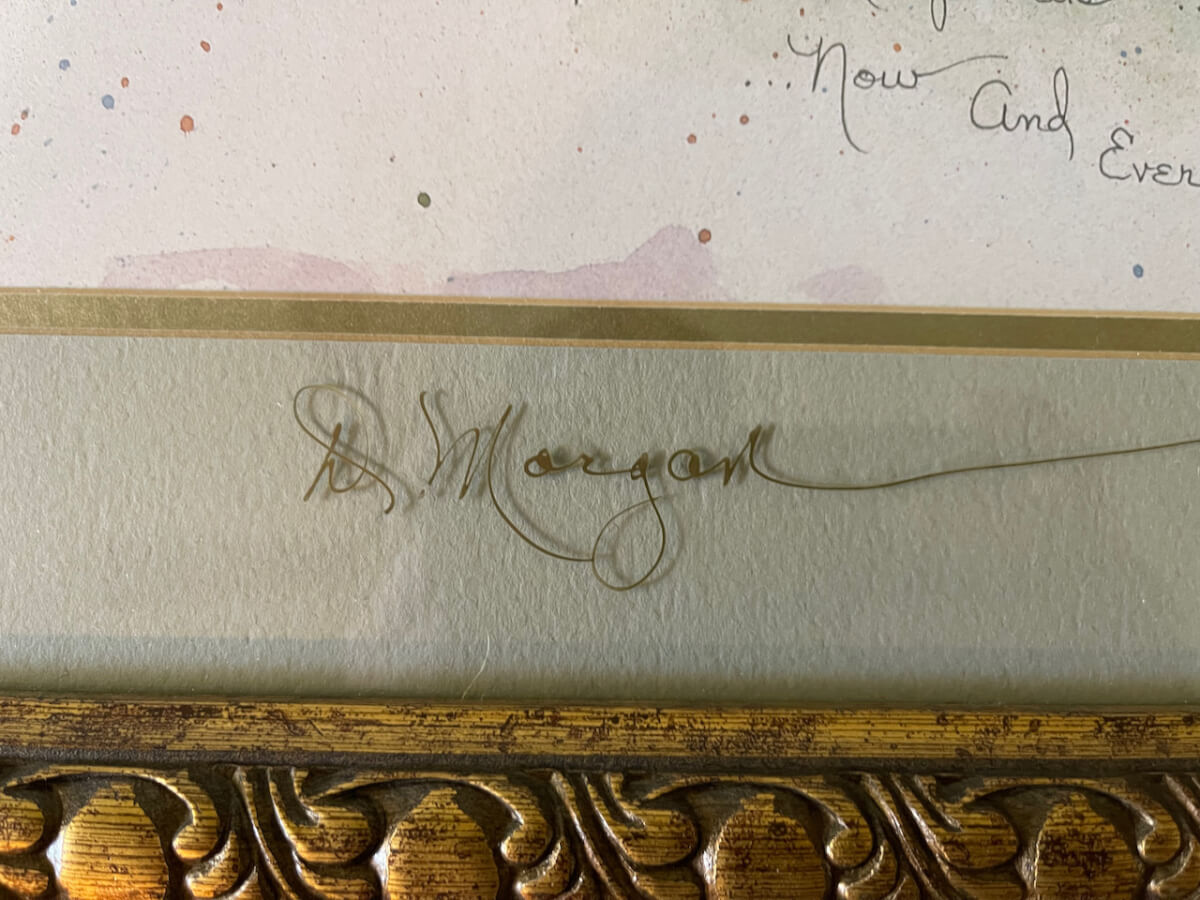 ...Now And Ever
D. Morgan